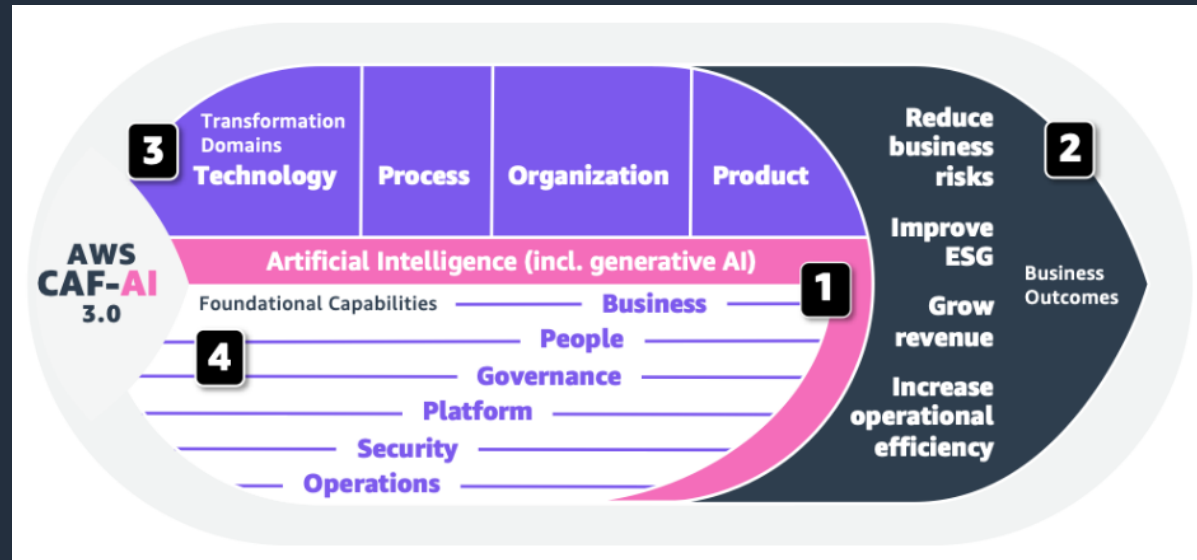 3
Transformation
Domains
Technology
Process
Organization
Product
Reduce
business
risks
2
Improve
ESG
Business
Outcomes
Grow
revenue
Increase
operational
efficiency
AWS
CAF-AI
3.0
Artificial Intelligence (incl. generative AI)
1
Foundational Capabilities
Business
4
People
Governance
Platform
Security
Operations